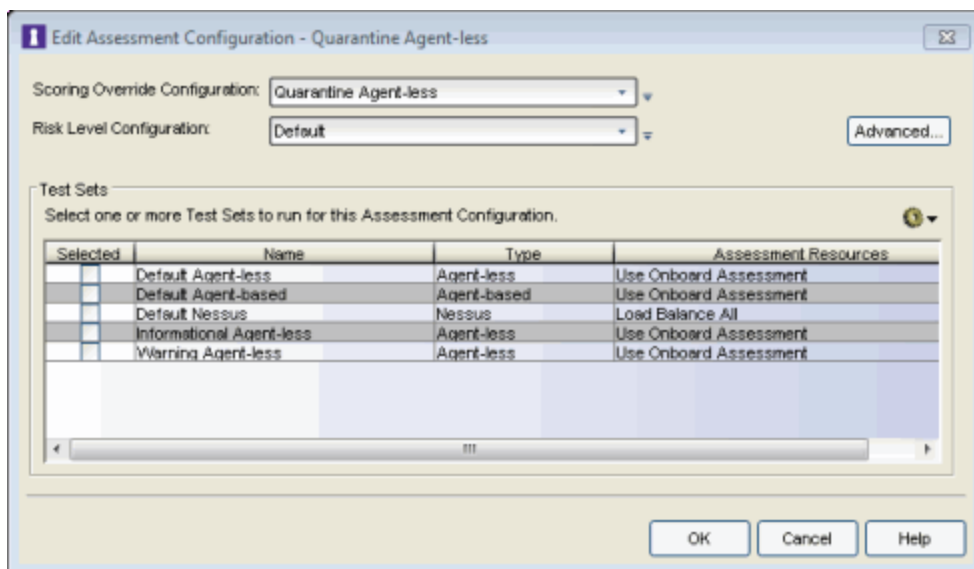 Edit Assessment Configuration - Quarantine Agent-less
Scoring Override Configuration: Quarantine Agent-less
Risk Level Configuration: Default Advanced...
Test Sets
Select one or more Test Sets to run for this Assessment Configuration.
Selected Name Type Assessment Resources
Default Agent-less Agent-less Use Onboard Assessment
Default Agent-based Agent-based Use Onboard Assessment
Default Nessus Nessus Load Balance All
Informational Agent-less Agent-less Use Onboard Assessment
Warning Agent-less Agent-less Use Onboard Assessment
OK Cancel Help